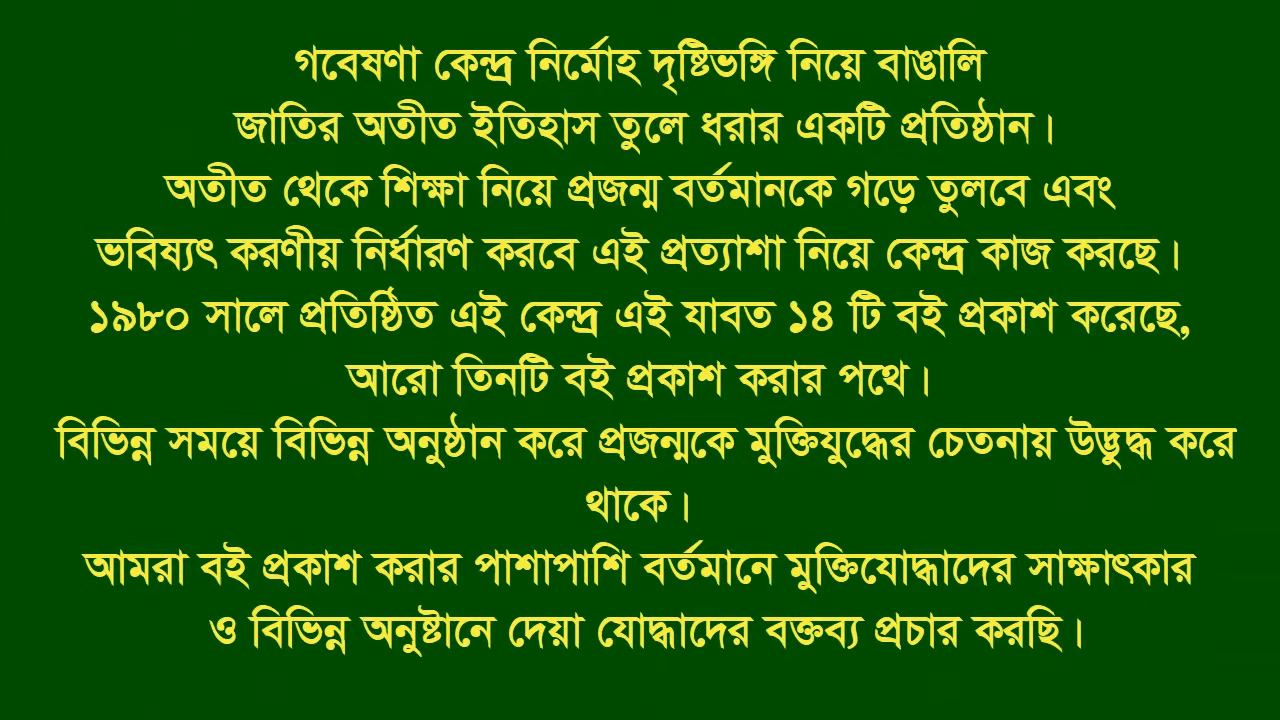 গবেষণা কেন্দ্র নির্মোহ দৃষ্টিভঙ্গি নিয়ে বাঙালি
জাতির অতীত ইতিহাস তুলে ধরার একটি প্রতিষ্ঠান।
অতীত থেকে শিক্ষা নিয়ে প্রজন্ম বর্তমানকে গড়ে তুলবে এবং
ভবিষ্যৎ করণীয় নির্ধারণ করবে এই প্রত্যাশা নিয়ে কেন্দ্র কাজ করছে।
১৯৮০ সালে প্রতিষ্ঠিত এই কেন্দ্র এই যাবত ১৪ টি বই প্রকাশ করেছে,
আরো তিনটি বই প্রকাশ করার পথে।
বিভিন্ন সময়ে বিভিন্ন অনুষ্ঠান করে প্রজন্মকে মুক্তিযুদ্ধের চেতনায় উদ্ভুদ্ধ করে
থাকে।
আমরা বই প্রকাশ করার পাশাপাশি বর্তমানে মুক্তিযোদ্ধাদের সাক্ষাৎকার
ও বিভিন্ন অনুষ্টানে দেয়া যোদ্ধাদের বক্তব্য প্রচার করছি।